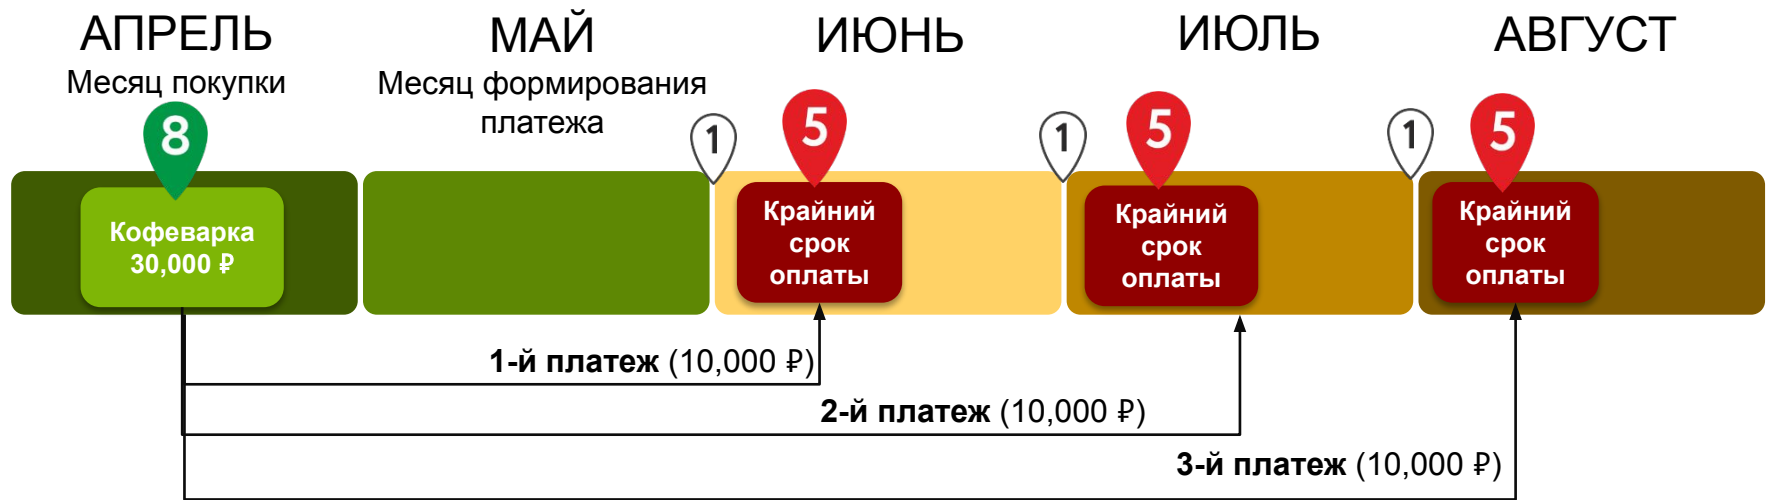 АПРЕЛЬ
Месяц покупки
МАЙ
Месяц формирования
платежа
ИЮНЬ
ИЮЛЬ
АВГУСТ
8
1
5
1
5
1
5
Кофеварка
30,000 ₽
Крайний
срок
оплаты
Крайний
срок
оплаты
Крайний
срок
оплаты
1-й платеж (10,000 ₽)
2-й платеж (10,000 ₽)
3-й платеж (10,000 ₽)